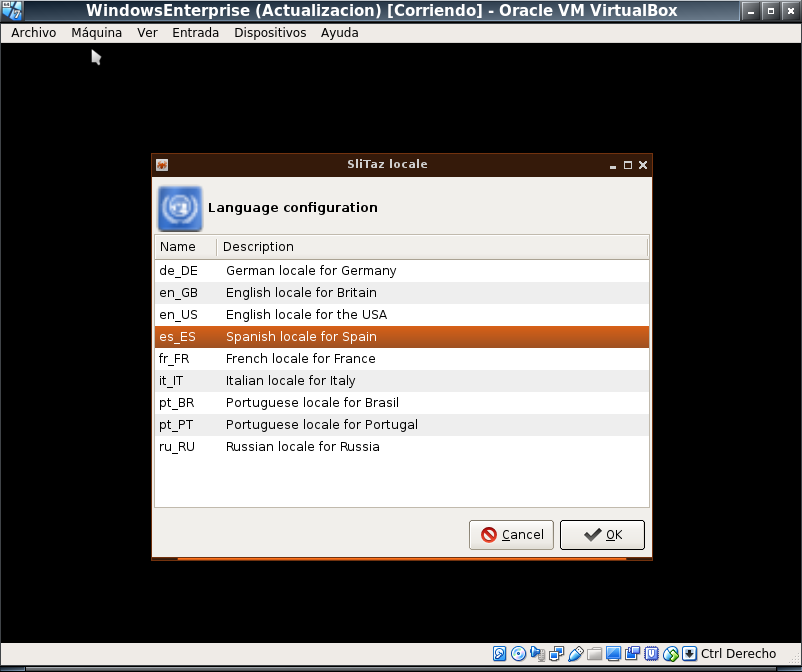 WindowsEnterprise (Actualizacion) [Corriendo] - Oracle VM VirtualBox
Archivo Máquina Ver Entrada Dispositivos Ayuda
SliTaz locale
Language configuration
Name Description
de_DE German locale for Germany
en_GB English locale for Britain
en_US English locale for the USA
es_ES Spanish locale for Spain
fr_FR French locale for France
it_IT Italian locale for Italy
pt_BR Portuguese locale for Brasil
pt_PT Portuguese locale for Portugal
ru_RU Russian locale for Russia
Cancel OK
Ctrl Derecho